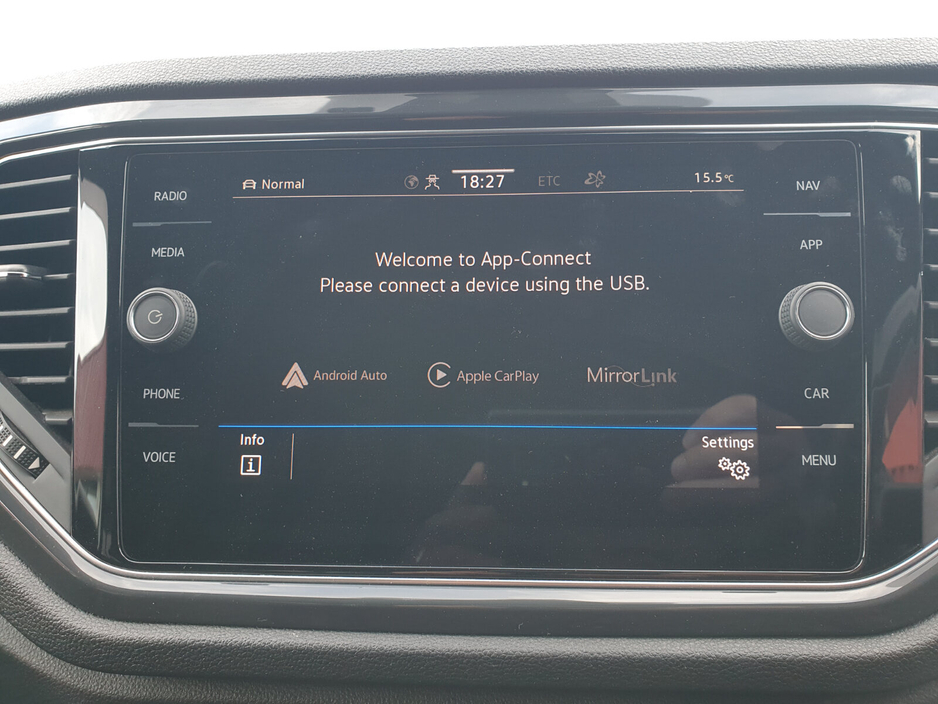 RADIO
MEDIA
PHONE
VOICE
Normal
18:27
ETC
15.5°C
Welcome to App-Connect
Please connect a device using the USB.
Android Auto
Apple CarPlay
MirrorLink
Info
i
Settings
NAV
APP
CAR
MENU